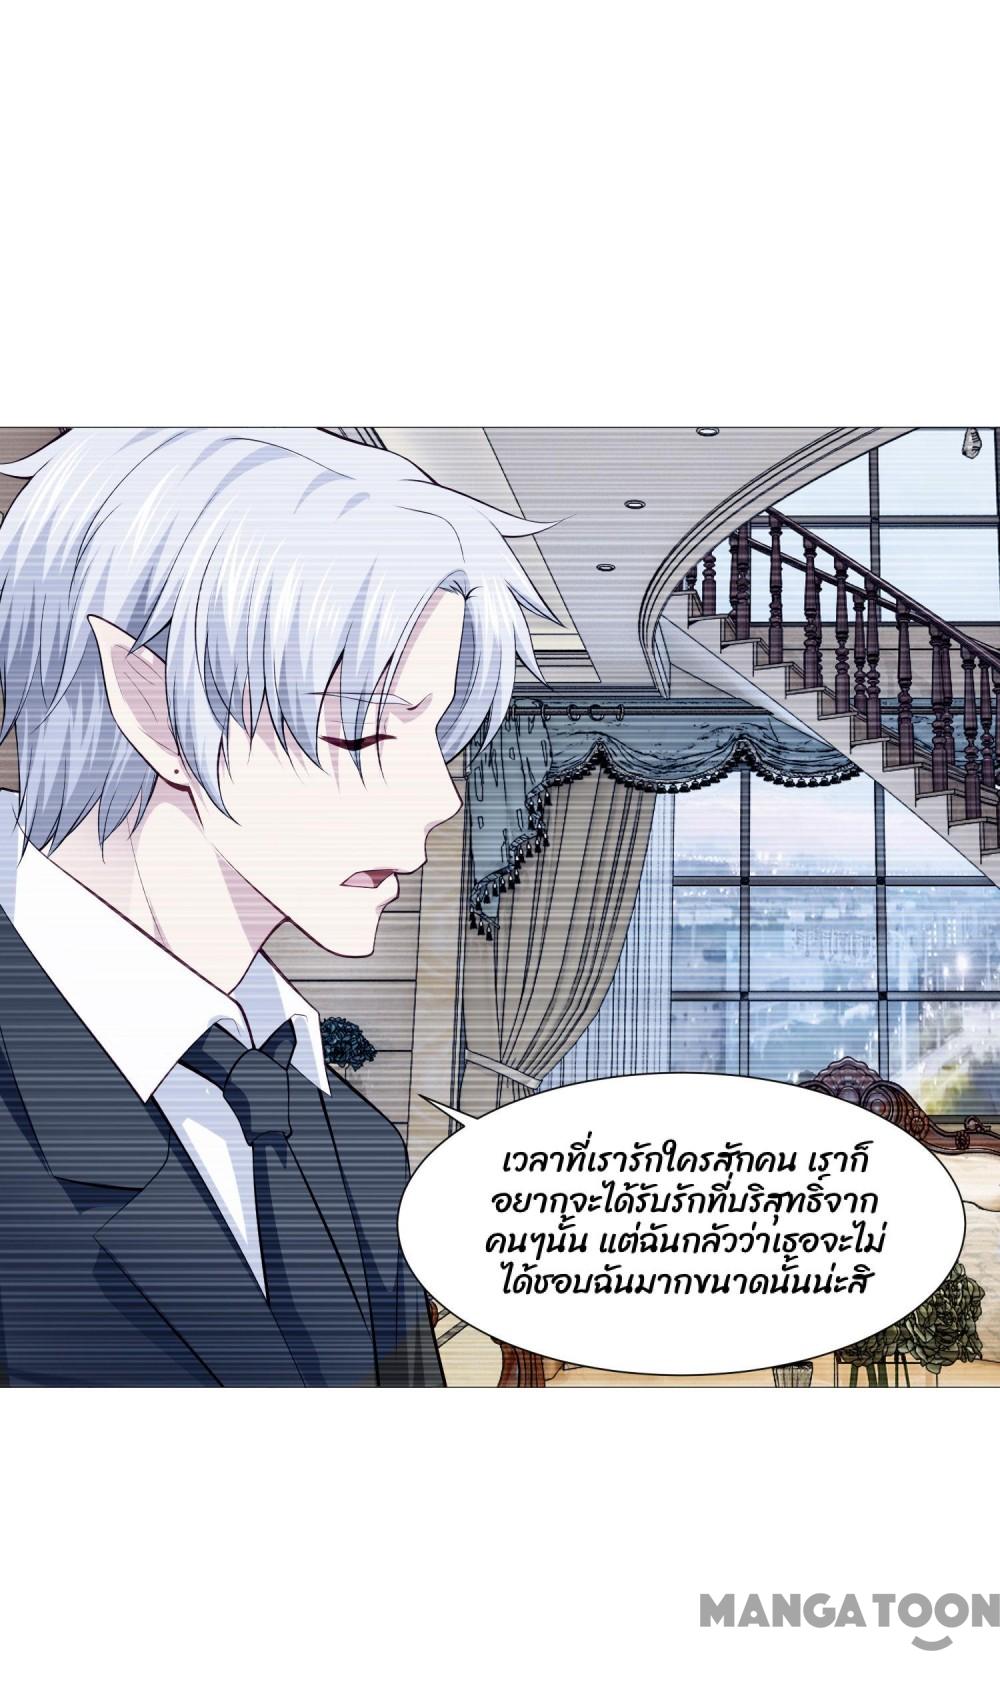 เวลาที่เรารักใครสักคน เราก็
อยากจะได้รับรักที่บริสุทธิ์จาก
คนๆนั้น แต่ฉันกลัวว่าเธอจะไม่
ได้ชอบฉันมากขนาดนั้นน่ะสิ
MANGATOON